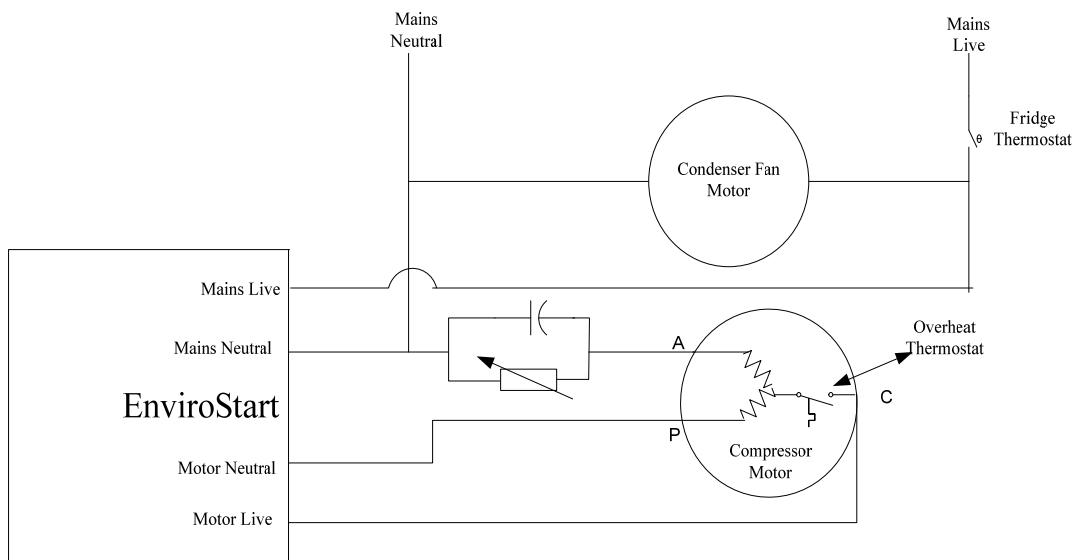 Mains
Neutral
Mains
Live
Fridge
θ Thermostat
Condenser Fan
Motor
Mains Live
Overheat
Thermostat
Mains Neutral
A
EnviroStart
C
P
Compressor
Motor
Motor Neutral
Motor Live